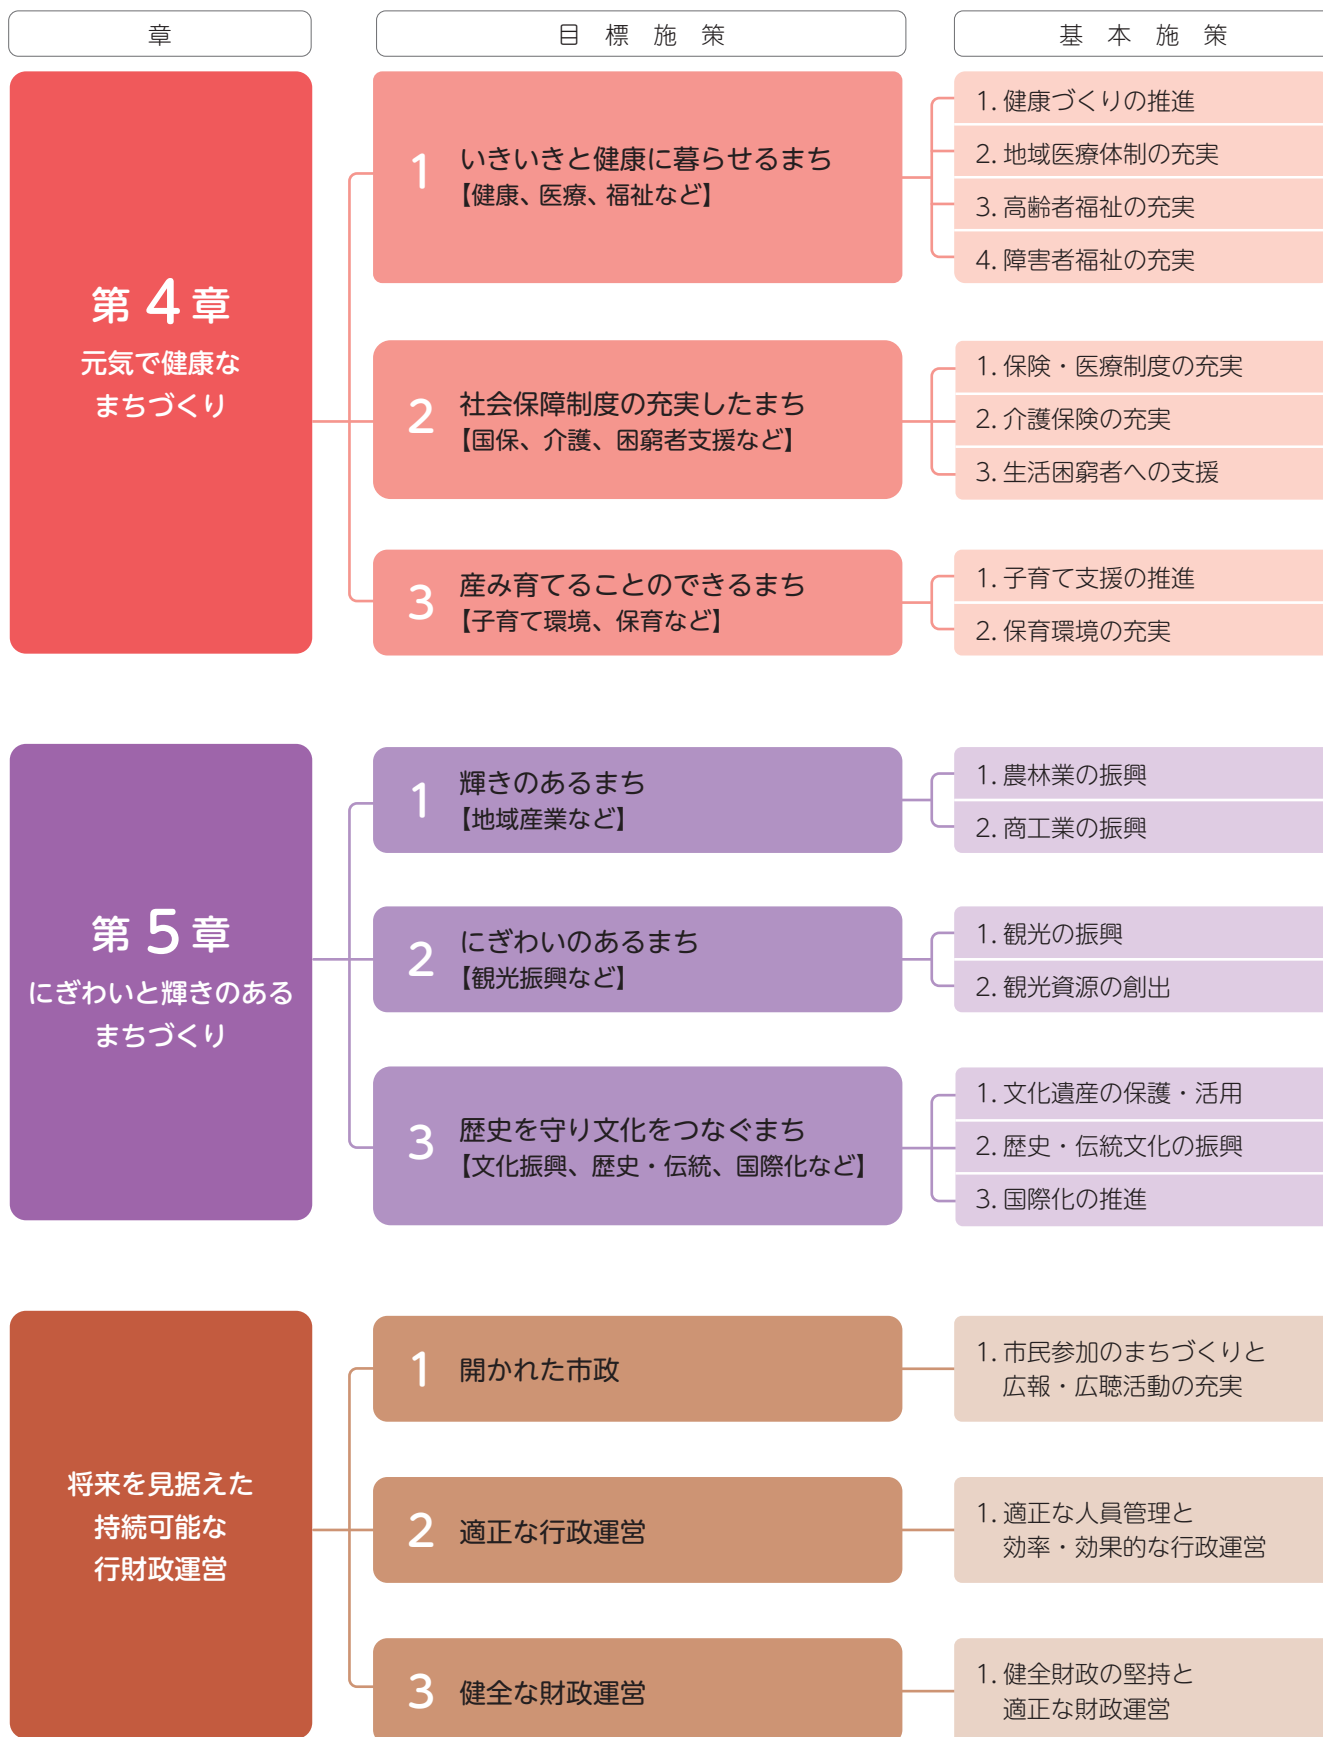 章
目標施策
基本施策
第4章
元気で健康な
まちづくり
1
いきいきと健康に暮らせるまち
【健康、医療、福祉など】
1. 健康づくりの推進
2. 地域医療体制の充実
3. 高齢者福祉の充実
4. 障害者福祉の充実
2
社会保障制度の充実したまち
【国保、介護、困窮者支援など】
1. 保険・医療制度の充実
2. 介護保険の充実
3. 生活困窮者への支援
3
産み育てることのできるまち
【子育て環境、保育など】
1. 子育て支援の推進
2. 保育環境の充実
第5章
にぎわいと輝きのある
まちづくり
1
輝きのあるまち
【地域産業など】
1. 農林業の振興
2. 商工業の振興
2
にぎわいのあるまち
【観光振興など】
1. 観光の振興
2. 観光資源の創出
3
歴史を守り文化をつなぐまち
【文化振興、歴史・伝統、国際化など】
1. 文化遺産の保護・活用
2. 歴史・伝統文化の振興
3. 国際化の推進
将来を見据えた
持続可能な
行財政運営
1
開かれた市政
1. 市民参加のまちづくりと
広報・広聴活動の充実
2
適正な行政運営
1. 適正な人員管理と
効率・効果的な行政運営
3
健全な財政運営
1. 健全財政の堅持と
適正な財政運営